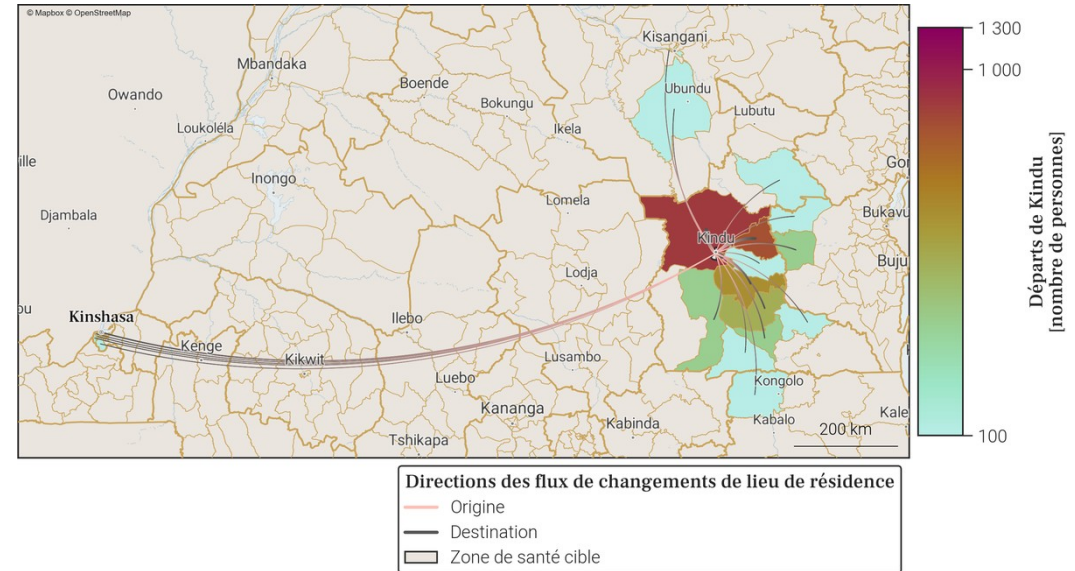 © Mapbox © OpenStreetMap
Kisangani
Mbandaka
Boende
Ubundu
Owando
Bokungu
Lubutu
Loukoléla
Ikela
ille
Gor
Inongo
Lomela
Djambala
Bukavu
Kindu
Lodja
Buju
ou
Kinshasa
Ilebo
Kenge
Kikwit
Lusambo
Luebo
Kongolo
Kananga
Kabinda
Kabalo
Kale
Tshikapa
200 km
1 300
1 000
100
Départs de Kindu
[nombre de personnes]
Directions des flux de changements de lieu de résidence
Origine
Destination
Zone de santé cible